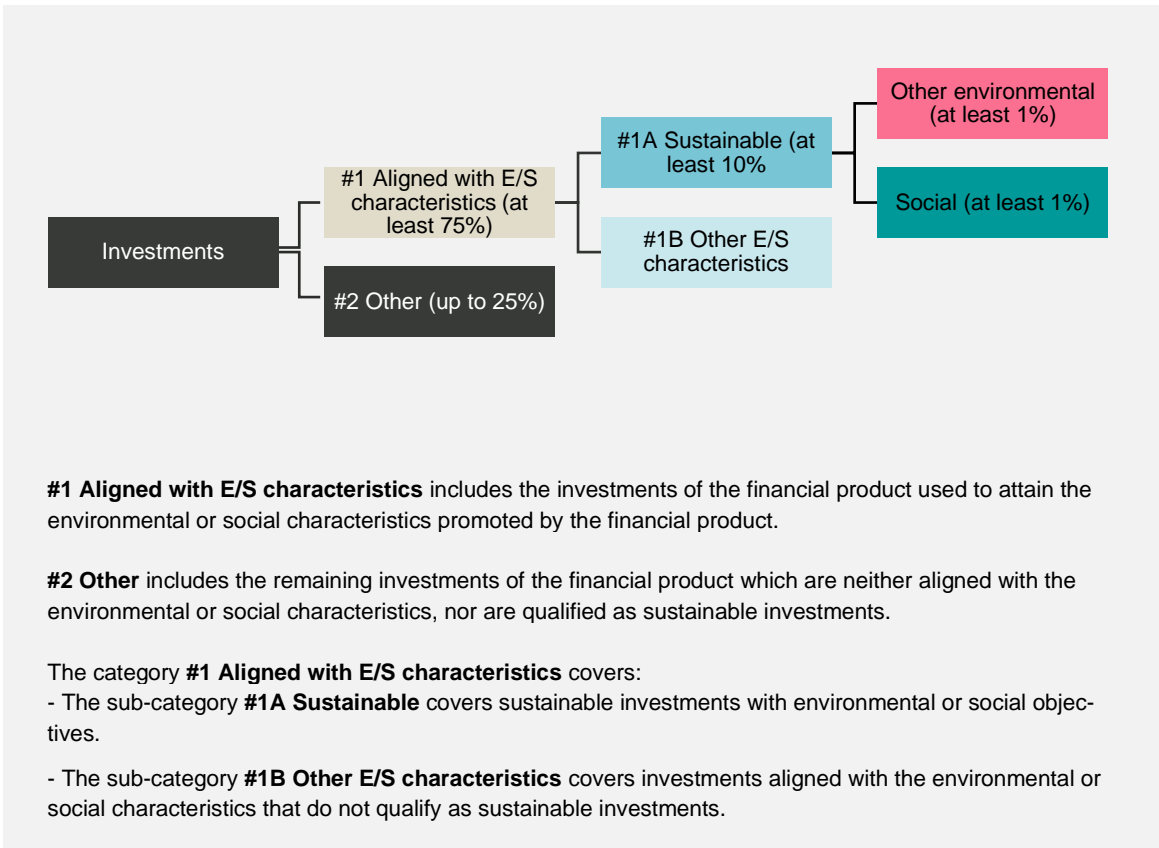 Other environmental
(at least 1%)
#1A Sustainable (at
least 10%
#1 Aligned with E/S
characteristics (at
least 75%)
Social (at least 1%)
Investments
#1B Other E/S
characteristics
#2 Other (up to 25%)
#1 Aligned with E/S characteristics includes the investments of the financial product used to attain the
environmental or social characteristics promoted by the financial product.
#2 Other includes the remaining investments of the financial product which are neither aligned with the
environmental or social characteristics, nor are qualified as sustainable investments.
The category #1 Aligned with E/S characteristics covers:
- The sub-category #1A Sustainable covers sustainable investments with environmental or social objec-
tives.
- The sub-category #1B Other E/S characteristics covers investments aligned with the environmental or
social characteristics that do not qualify as sustainable investments.